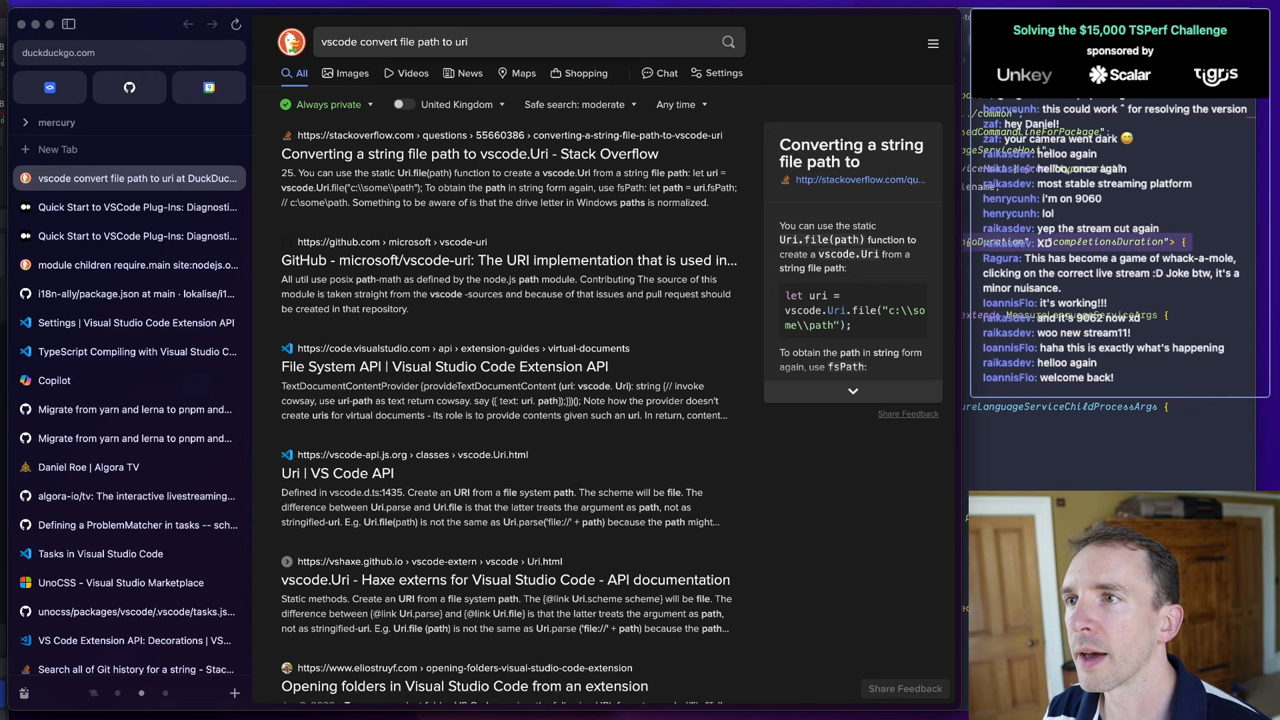 duckduckgo.com
mercury
New Tab
vscode convert file path to uri at DuckDuc...
Quick Start to VSCode Plug-Ins: Diagnosti...
Quick Start to VSCode Plug-Ins: Diagnosti...
module children require.main site:nodejs.o...
i18n-ally/package.json at main · lokalise/i1...
Settings | Visual Studio Code Extension API
TypeScript Compiling with Visual Studio C...
Copilot
Migrate from yarn and lerna to pnpm and...
Migrate from yarn and lerna to pnpm and...
Daniel Roe | Algora TV
algora-io/tv: The interactive livestreaming...
Defining a ProblemMatcher in tasks -- sch...
Tasks in Visual Studio Code
UnoCSS - Visual Studio Marketplace
unocss/packages/vscode/.vscode/tasks.js...
VS Code Extension API: Decorations | VS...
Search all of Git history for a string - Stac...
vscode convert file path to uri
All
Images
Videos
News
Maps
Shopping
Chat
Settings
Always private
United Kingdom
Safe search: moderate
Any time
https://stackoverflow.com › questions › 55660386 › converting-a-string-file-path-to-vscode-uri
Converting a string file path to vscode.Uri - Stack Overflow
25. You can use the static Uri.file(path) function to create a vscode.Uri from a string file path: let uri =
vscode.Uri.file("c:\\some\\path"); To obtain the path in string form again, use fsPath: let path = uri.fsPath;
// c:\some\path. Something to be aware of is that the drive letter in Windows paths is normalized.
https://github.com › microsoft › vscode-uri
GitHub - microsoft/vscode-uri: The URI implementation that is used in...
All util use posix path-math as defined by the node.js path module. Contributing The source of this
module is taken straight from the vscode -sources and because of that issues and pull request should
be created in that repository.
https://code.visualstudio.com › api › extension-guides › virtual-documents
File System API | Visual Studio Code Extension API
TextDocumentContentProvider {provideTextDocumentContent (uri: vscode. Uri): string {// invoke
cowsay, use uri-path as text return cowsay. say ({ text: uri. path});}})(); Note how the provider doesn't
create uris for virtual documents - its role is to provide contents given such an uri. In return, content...
https://vscode-api.js.org › classes › vscode.Uri.html
Uri | VS Code API
Defined in vscode.d.ts:1435. Create an URI from a file system path. The scheme will be file. The
difference between Uri.parse and Uri.file is that the latter treats the argument as path, not as
stringified-uri. E.g. Uri.file(path) is not the same as Uri.parse('file://' + path) because the path might...
https://vshaxe.github.io › vscode-extern › vscode › Uri.html
vscode.Uri - Haxe externs for Visual Studio Code - API documentation
Static methods. Create an URI from a file system path. The {@link Uri.scheme scheme} will be file. The
difference between {@link Uri.parse} and {@link Uri.file} is that the latter treats the argument as path,
not as stringified-uri. E.g. Uri.file (path) is not the same as Uri.parse ('file://' + path) because the path...
https://www.eliostruyf.com › opening-folders-visual-studio-code-extension
Opening folders in Visual Studio Code from an extension
Converting a string
file path to
http://stackoverflow.com/qu...
You can use the static
Uri.file(path) function to
create a vscode.Uri from a
string file path:
let uri =
vscode.Uri.file("c:\\so
me\\path");
To obtain the path in string form
again, use fsPath:
Share Feedback
Share Feedback
Solving the $15,000 TSPerf Challenge
sponsored by
Unkey
Scalar
tigris
henrycunh: this could work ^ for resolving the version
zaf: hey Daniel!
zaf: your camera went dark 😅
raikasdev: helloo again
raikasdev: helloo, once again
raikasdev: most stable streaming platform
henrycunh: i'm on 9060
henrycunh: lol
raikasdev: yep the stream cut again
raikasdev: XD
Ragura: This has become a game of whack-a-mole,
clicking on the correct live stream :D Joke btw, it's a
minor nuisance.
IoannisFlo: it's working!!!
raikasdev: and it's 9062 now xd
raikasdev: woo new stream11!
IoannisFlo: haha this is exactly what's happening
raikasdev: helloo again
IoannisFlo: welcome back!
"completionsDuration"> {
extends MeasureLanguageServiceArgs {
ureLanguageServiceChildProcessArgs {